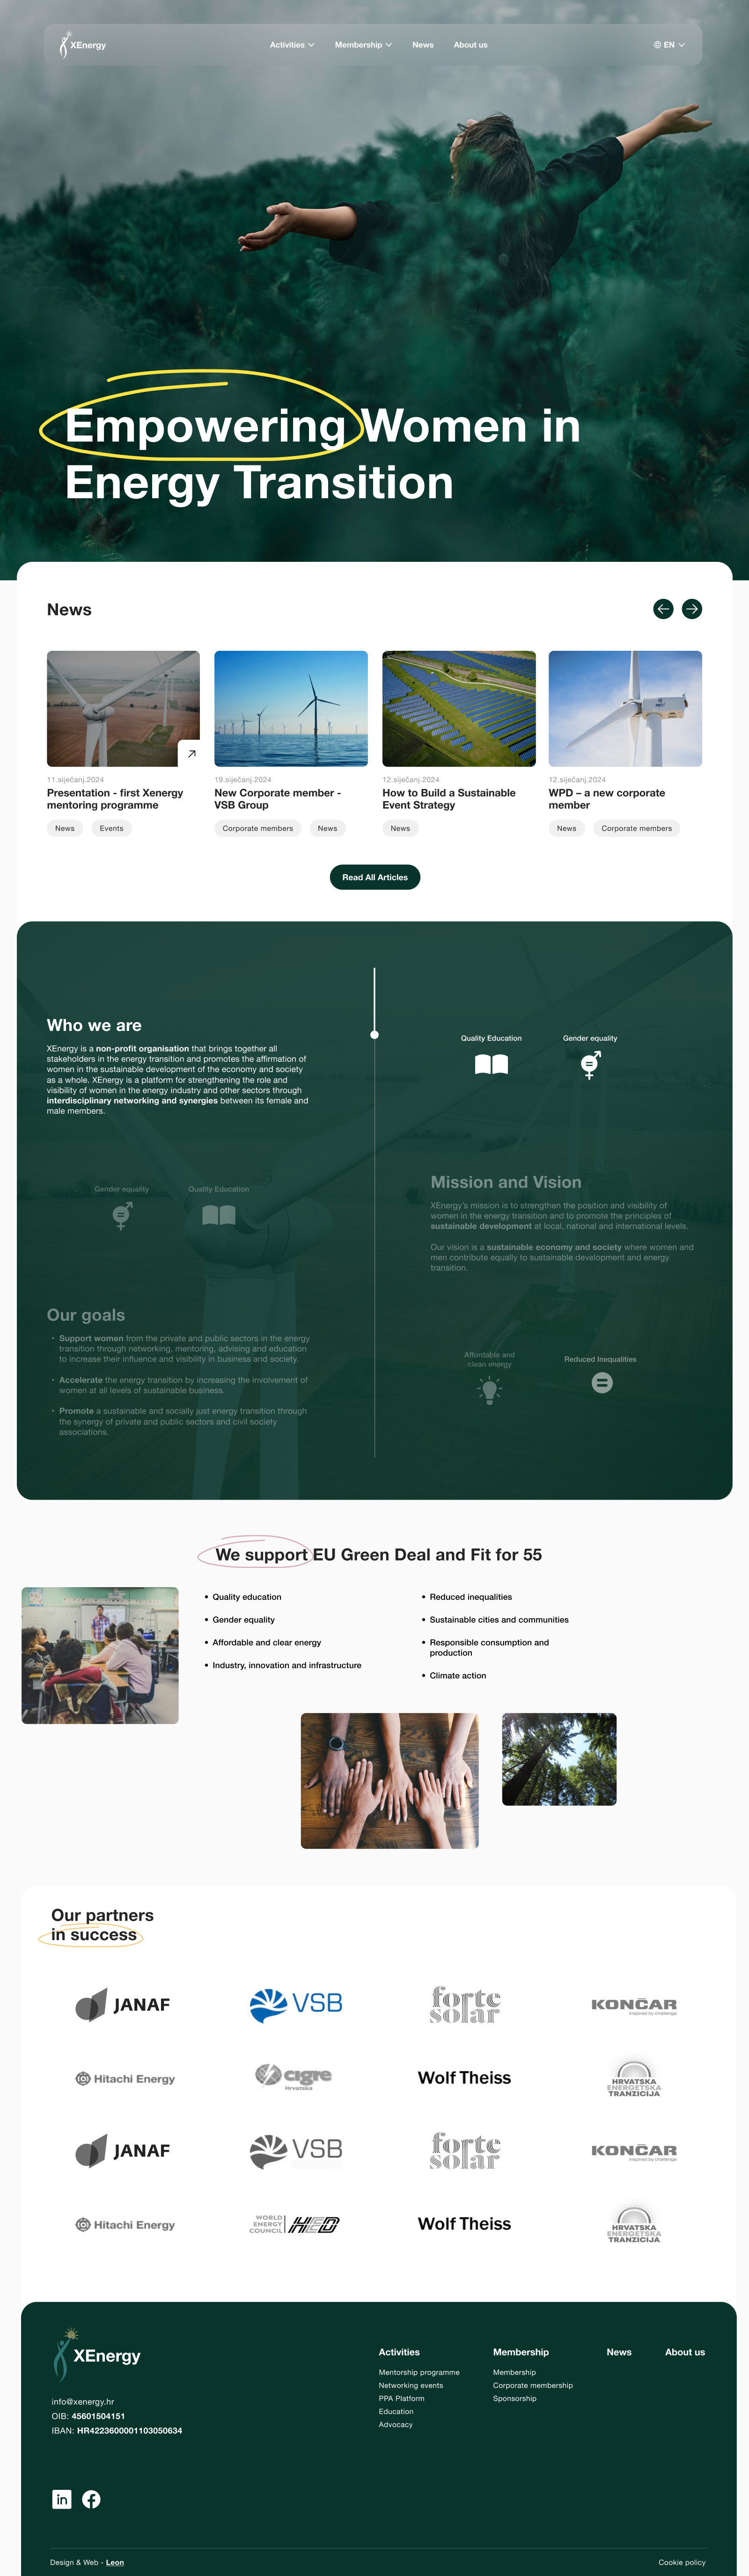 XEnergy
Activities
Membership
News
About us
EN
Empowering Women in
Energy Transition
News
11.siječanj.2024
Presentation - first Xenergy
mentoring programme
News
Events
19.siječanj.2024
New Corporate member -
VSB Group
Corporate members
News
12.siječanj.2024
How to Build a Sustainable
Event Strategy
News
wpd
12.siječanj.2024
WPD – a new corporate
member
News
Corporate members
Read All Articles
Who we are
XEnergy is a non-profit organisation that brings together all
stakeholders in the energy transition and promotes the affirmation of
women in the sustainable development of the economy and society
as a whole. XEnergy is a platform for strengthening the role and
visibility of women in the energy industry and other sectors through
interdisciplinary networking and synergies between its female and
male members.
Quality Education
Gender equality
Gender equality
Quality Education
Mission and Vision
XEnergy's mission is to strengthen the position and visibility of
women in the energy transition and to promote the principles of
sustainable development at local, national and international levels.
Our vision is a sustainable economy and society where women and
men contribute equally to sustainable development and energy
transition.
Our goals
• Support women from the private and public sectors in the energy
transition through networking, mentoring, advising and education
to increase their influence and visibility in business and society.
• Accelerate the energy transition by increasing the involvement of
women at all levels of sustainable business.
• Promote a sustainable and socially just energy transition through
the synergy of private and public sectors and civil society
associations.
Affordable and
clean energy
Reduced Inequalities
We support EU Green Deal and Fit for 55
• Quality education
• Gender equality
• Affordable and clear energy
• Industry, innovation and infrastructure
• Reduced inequalities
• Sustainable cities and communities
• Responsible consumption and
production
• Climate action
Our partners
in success
JANAF
VSB
forte
solar
KONČAR
Inspired by challenge
Hitachi Energy
cigre
Hrvatska
Wolf Theiss
HRVATSKA
ENERGETSKA
TRANZICIJA
JANAF
VSB
forte
solar
KONČAR
Inspired by challenge
Hitachi Energy
WORLD
ENERGY
COUNCIL
HED
Wolf Theiss
HRVATSKA
ENERGETSKA
TRANZICIJA
XEnergy
info@xenergy.hr
OIB: 45601504151
IBAN: HR4223600001103050634
Activities
Mentorship programme
Networking events
PPA Platform
Education
Advocacy
Membership
Membership
Corporate membership
Sponsorship
News
About us
in
Design & Web - Leon
Cookie policy